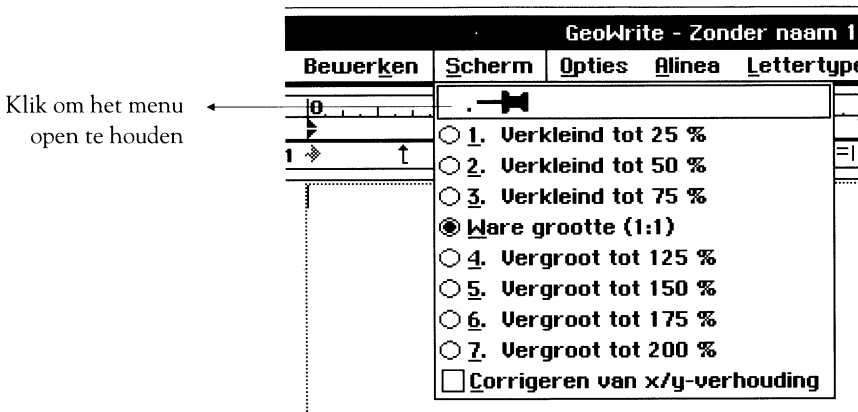 GeoWrite - Zonder naam 1
Bewerken Scherm Opties Alinea Lettertype
Klik om het menu
open te houden
0
1. Verkleind tot 25 %
1
2. Verkleind tot 50 %
3. Verkleind tot 75 %
Ware grootte (1:1)
4. Vergroot tot 125 %
5. Vergroot tot 150 %
6. Vergroot tot 175 %
7. Vergroot tot 200 %
Corrigeren van x/y-verhouding